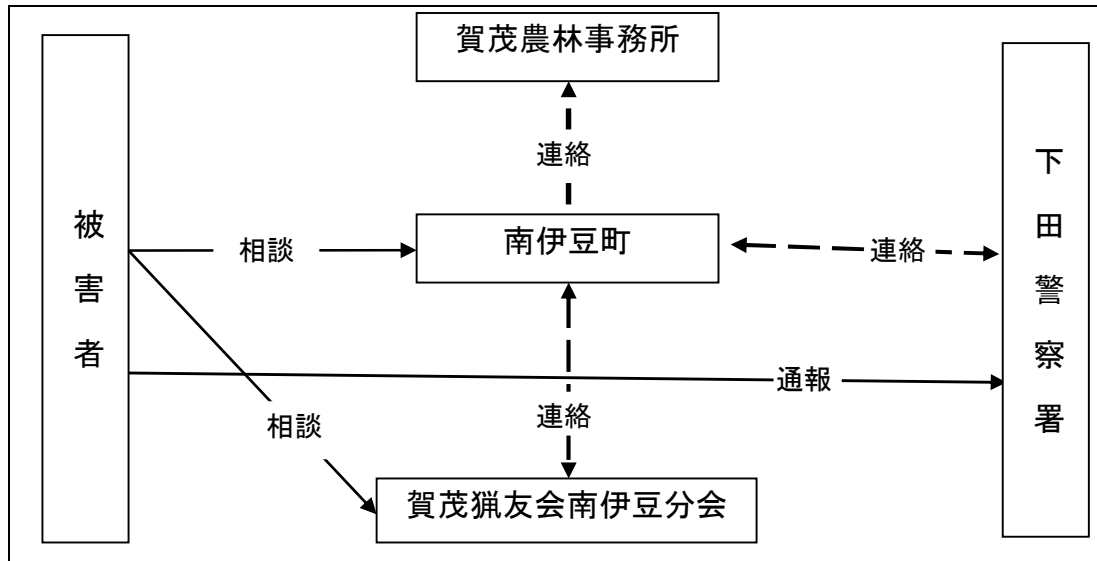 賀茂農林事務所
連絡
被害者
相談
南伊豆町
連絡
下田警察署
通報
相談
連絡
賀茂猟友会南伊豆分会